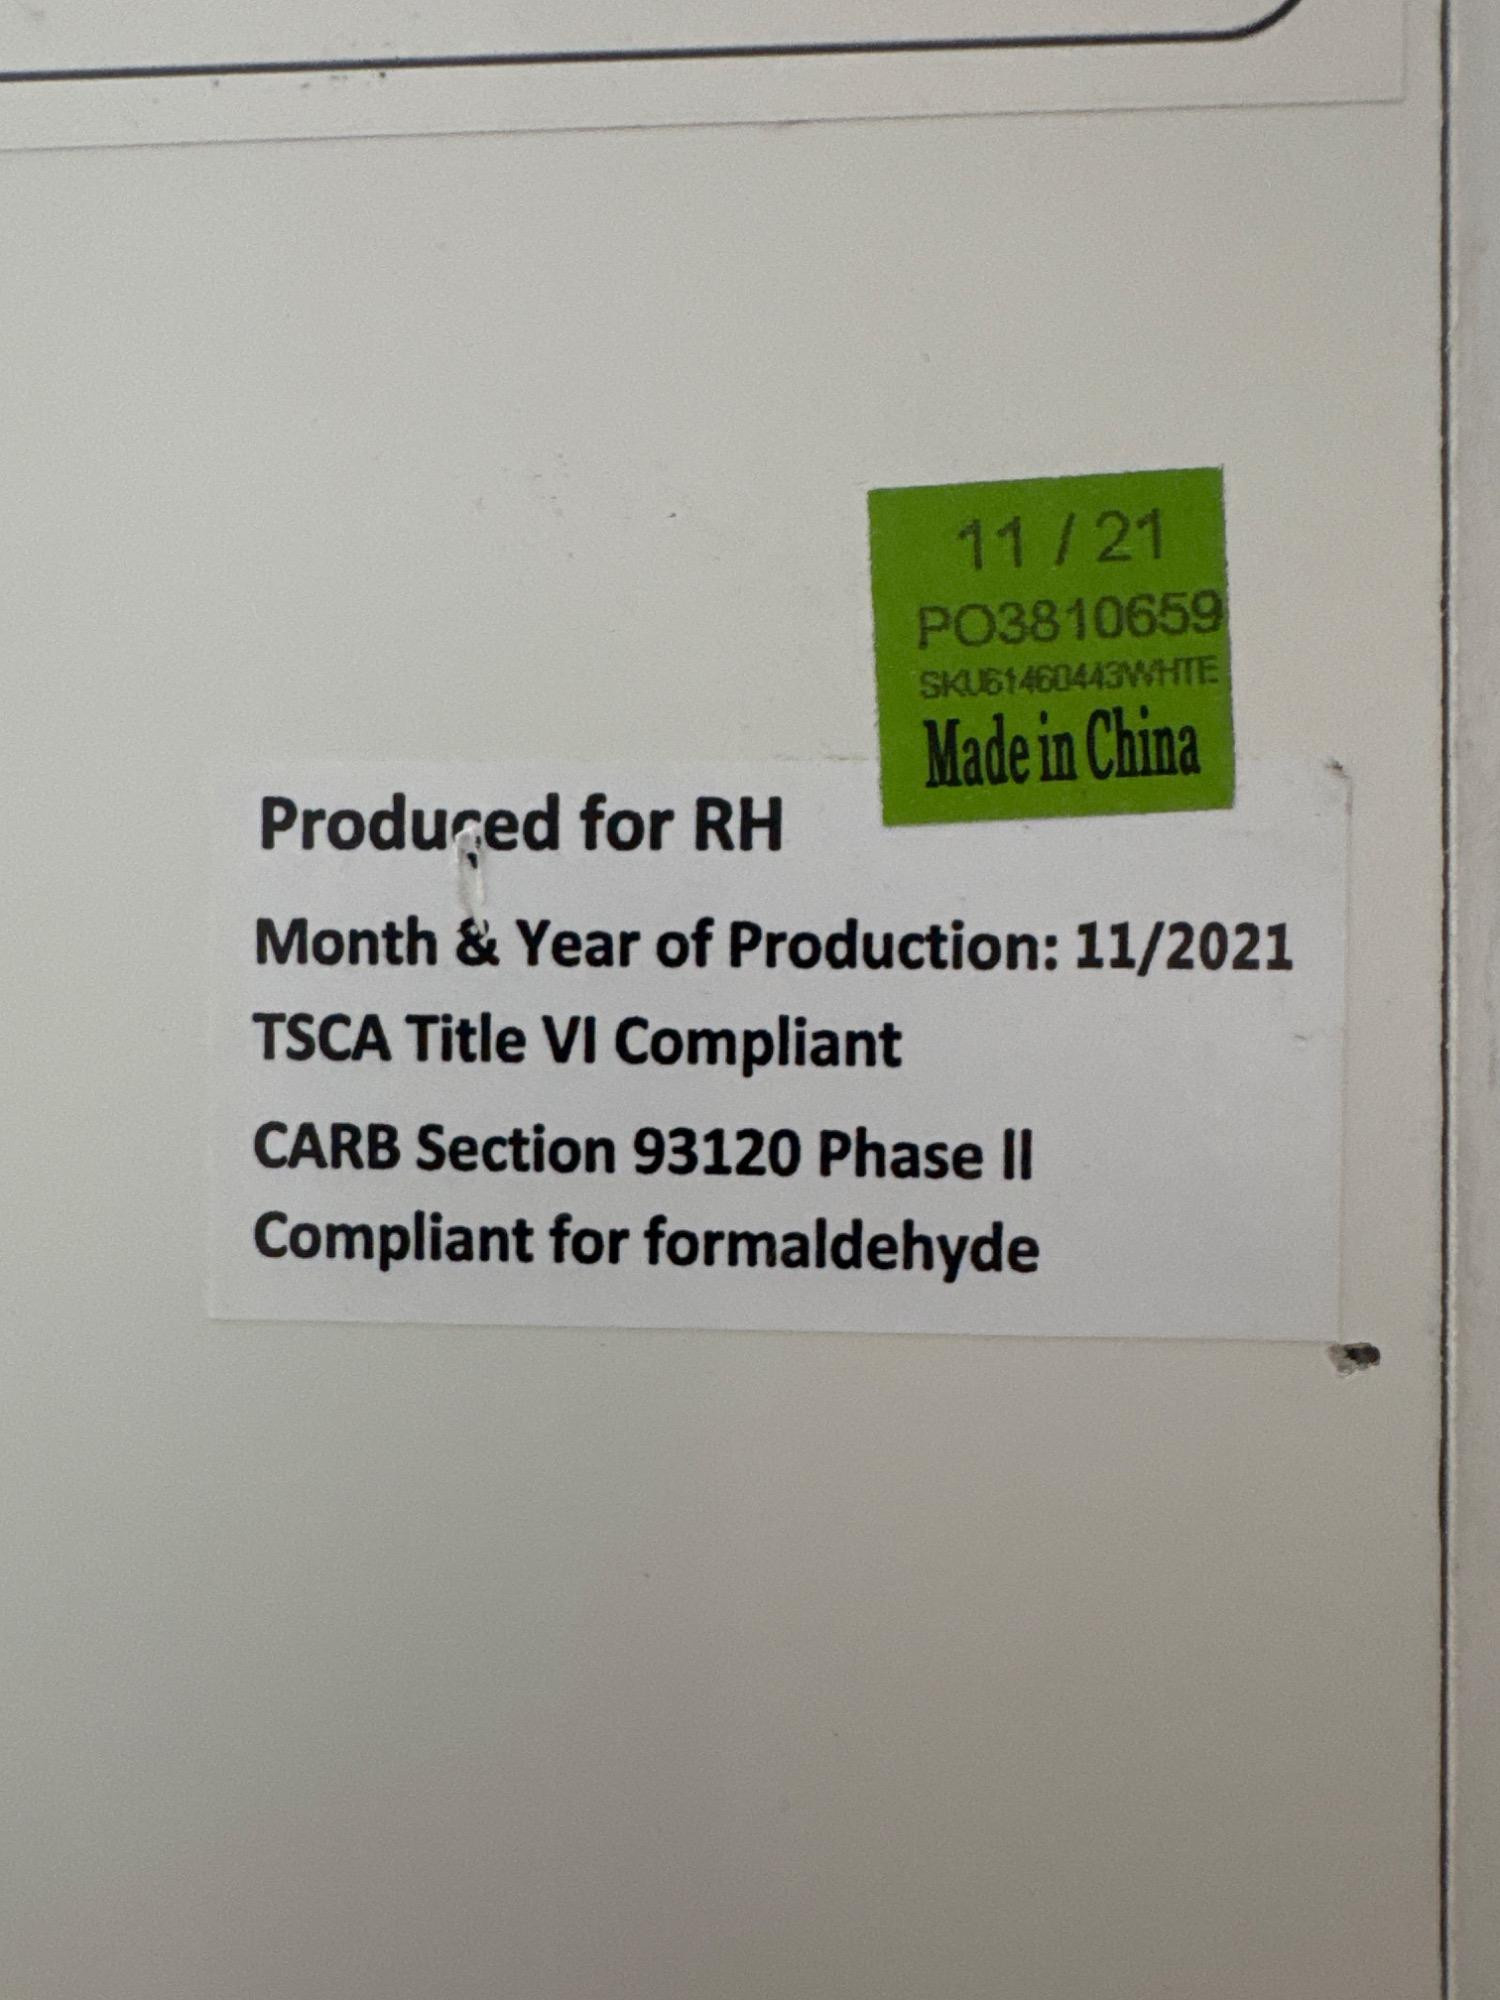 11 / 21
PO3810659
SKU61460443WHTE
Made in China
Produced for RH
Month & Year of Production: 11/2021
TSCA Title VI Compliant
CARB Section 93120 Phase II
Compliant for formaldehyde